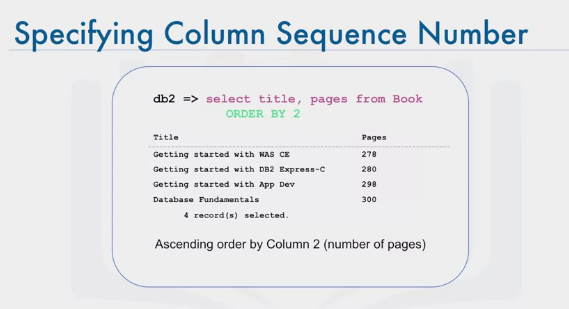 Specifying Column Sequence Number
db2 => select title, pages from Book
ORDER BY 2
Title Pages
Getting started with WAS CE 278
Getting started with DB2 Express-C 280
Getting started with App Dev 298
Database Fundamentals 300
4 record(s) selected.
Ascending order by Column 2 (number of pages)